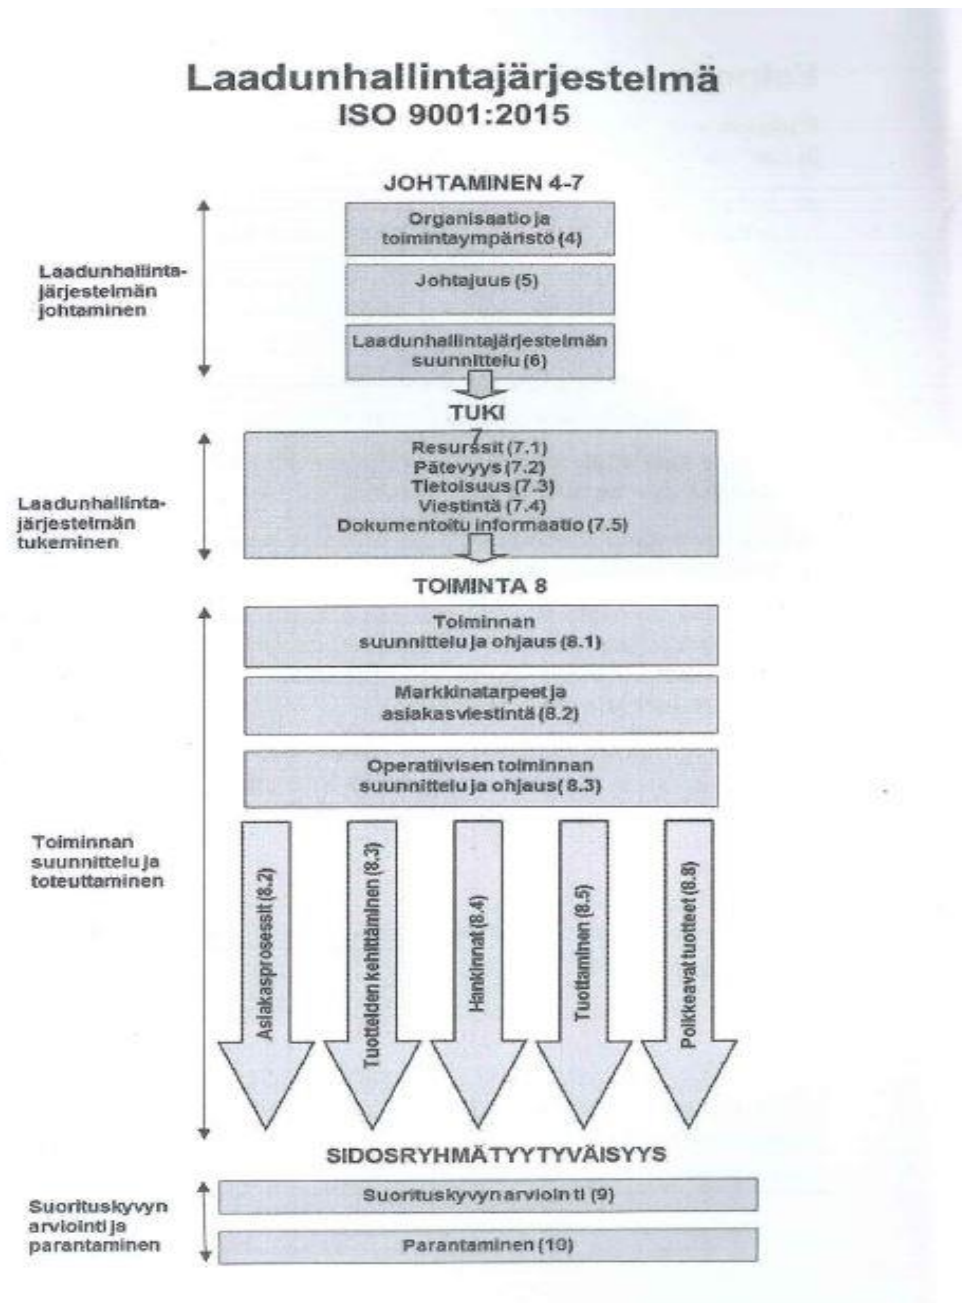 Laadunhallintajärjestelmä
ISO 9001:2015
JOHTAMINEN 4-7
Organisaatio ja
toimintaympäristö (4)
Johtajuus (5)
Laadunhallintajärjestelmän
suunnittelu (6)
Laadunhallinta-
järjestelmän
johtaminen
TUKI
7
Resurssit (7.1)
Pätevyys (7.2)
Tietoisuus (7.3)
Viestintä (7.4)
Dokumentoitu informaatio (7.5)
Laadunhallinta-
järjestelmän
tukeminen
TOIMINTA 8
Toiminnan
suunnittelu ja ohjaus (8.1)
Markkinatarpeet ja
asiakasviestintä (8.2)
Operatiivisen toiminnan
suunnittelu ja ohjaus( 8.3)
Toiminnan
suunnittelu ja
toteuttaminen
Asiakasprosessit (8.2)
Tuotteiden kehittäminen (8.3)
Hankinnat (8.4)
Tuottaminen (8.5)
Poikkeavat tuotteet (8.8)
SIDOSRYHMÄTYYTYVÄISYYS
Suorituskyvyn arviointi (9)
Parantaminen (10)
Suorituskyvyn
arviointi ja
parantaminen